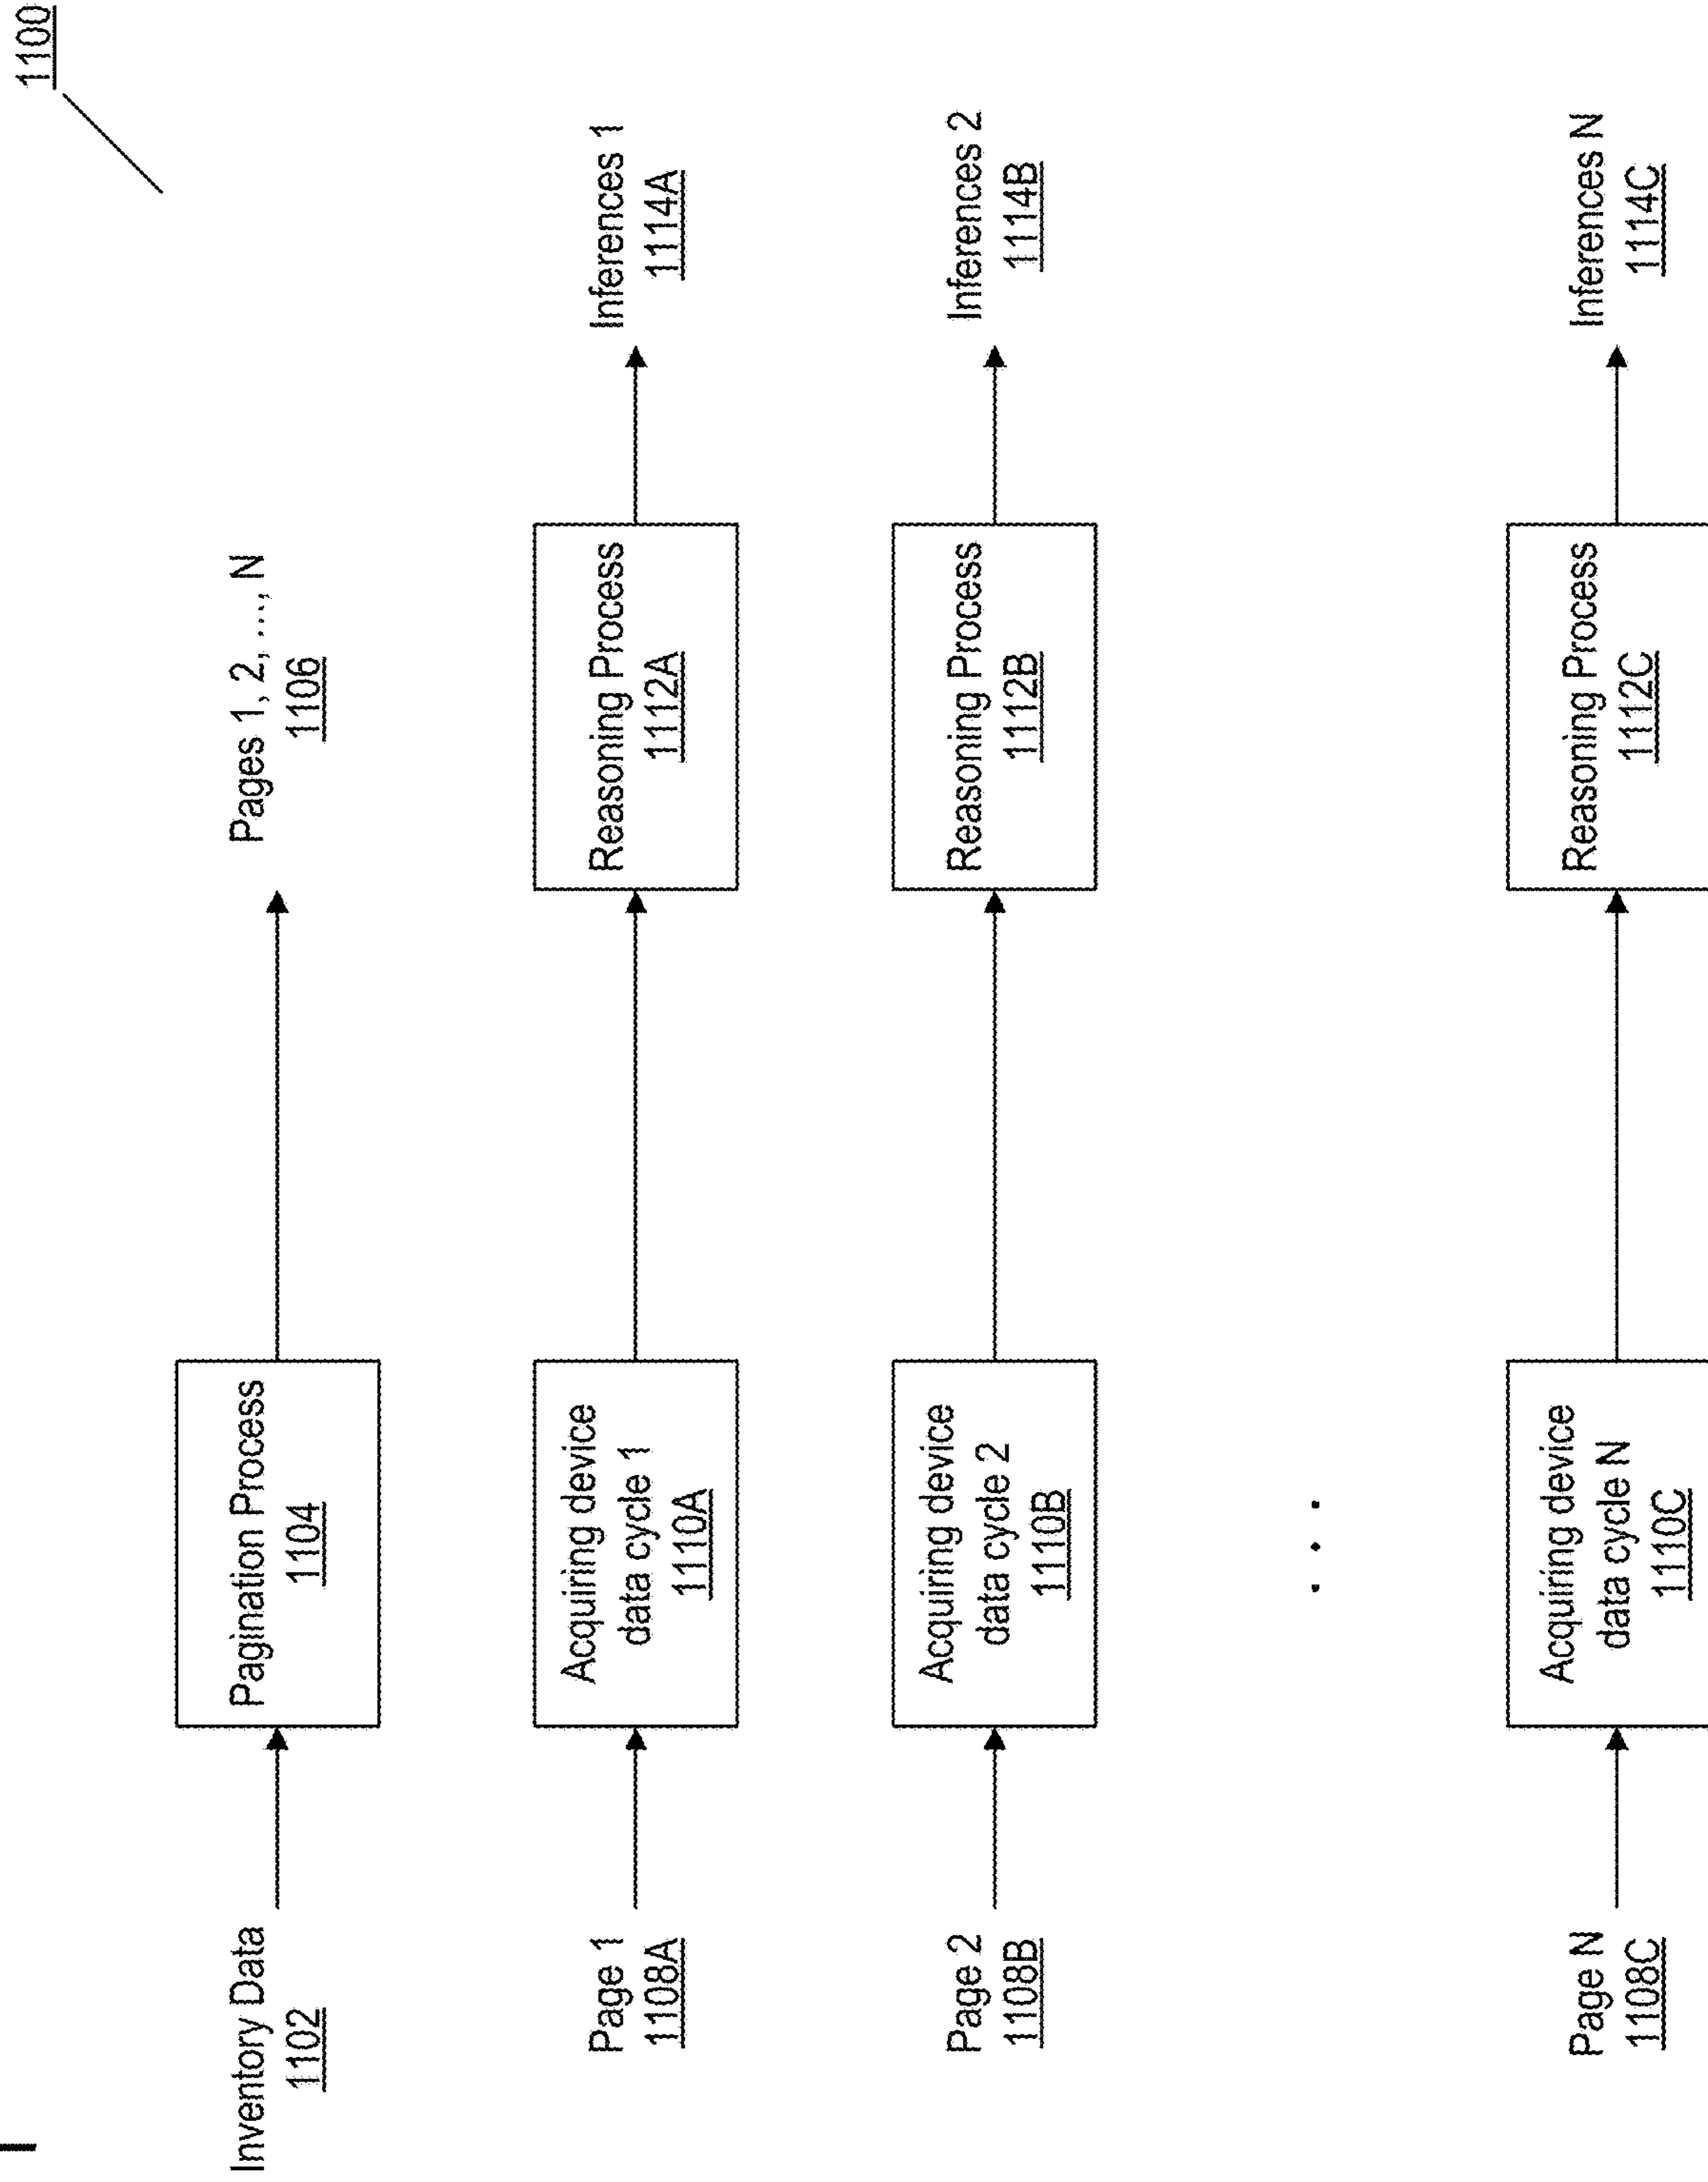 1100
Inventory Data
1102
Pagination Process
1104
Pages 1, 2, ..., N
1106
Page 1
1108A
Acquiring device
data cycle 1
1110A
Reasoning Process
1112A
Inferences 1
1114A
Page 2
1108B
Acquiring device
data cycle 2
1110B
Reasoning Process
1112B
Inferences 2
1114B
. . .
Page N
1108C
Acquiring device
data cycle N
1110C
Reasoning Process
1112C
Inferences N
1114C